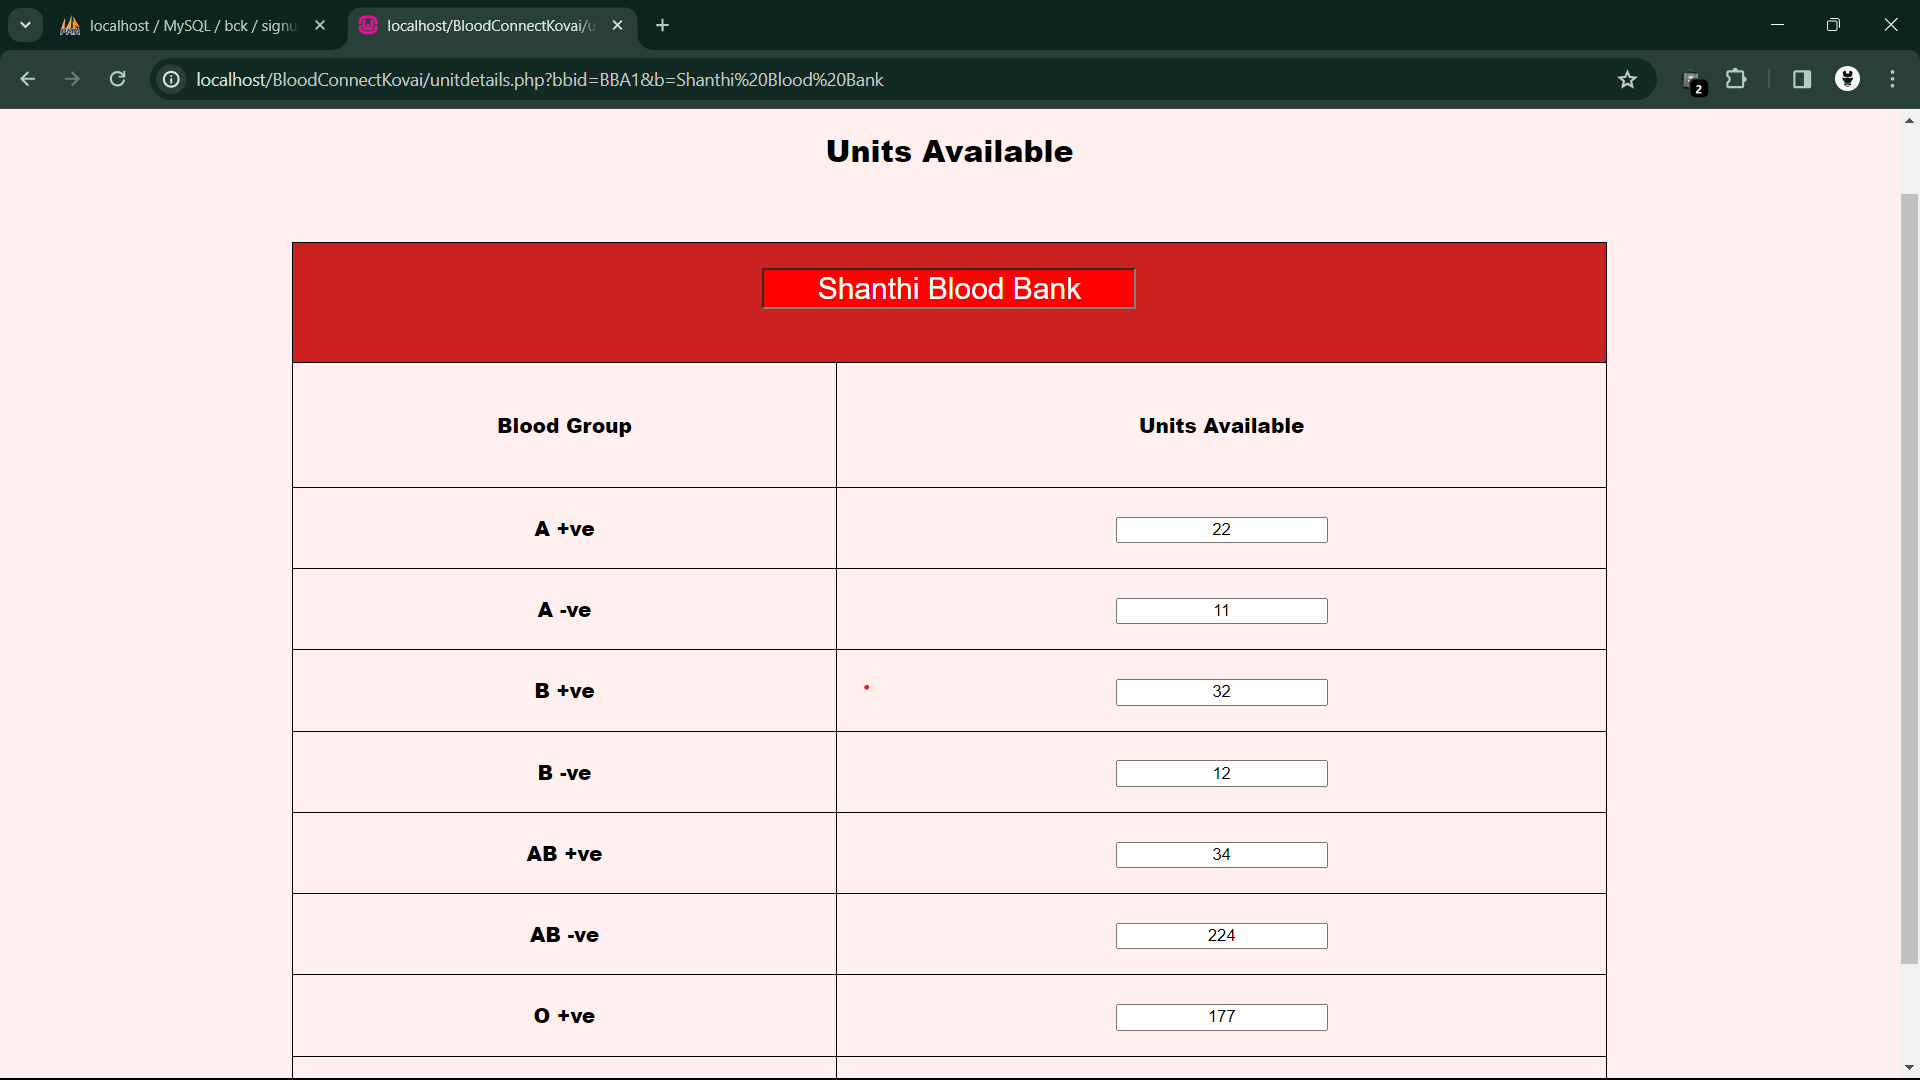 localhost / MySQL / bck / signu
localhost/BloodConnectKovai/u
localhost/BloodConnectKovai/unitdetails.php?bbid=BBA1&b=Shanthi%20Blood%20Bank
2
Units Available
Shanthi Blood Bank
Blood Group Units Available
A +ve 22
A -ve 11
B +ve 32
B -ve 12
AB +ve 34
AB -ve 224
O +ve 177